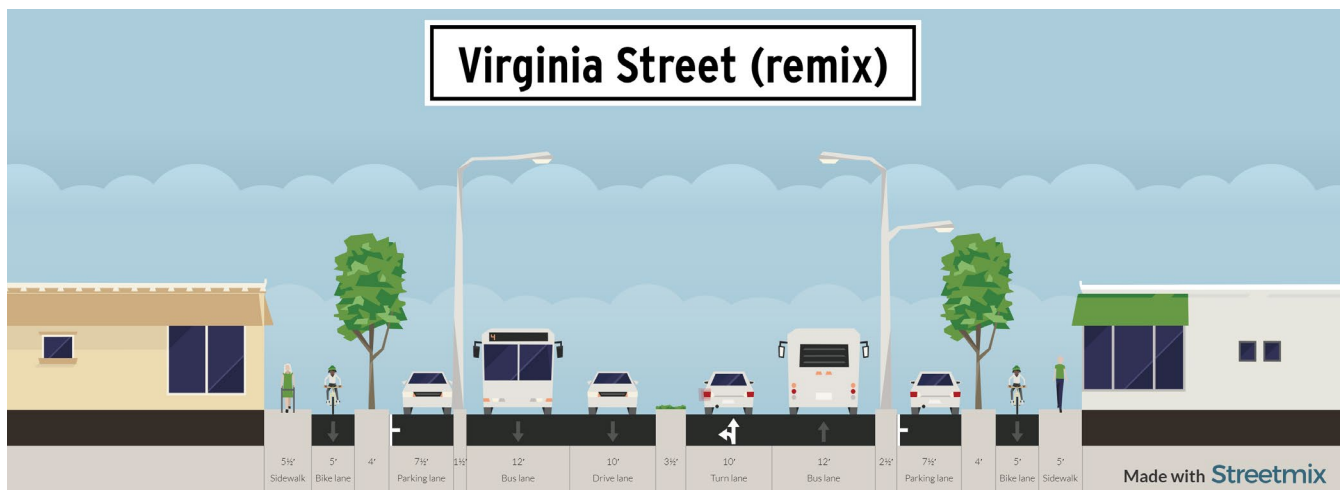 Virginia Street (remix)
4
5½' 5' 4' 7½' 1½' 12' 10' 3½' 10' 12' 2½' 7½' 4' 5' 5'
Sidewalk Bike lane Parking lane Bus lane Drive lane Turn lane Bus lane Parking lane Bike lane Sidewalk
Made with Streetmix